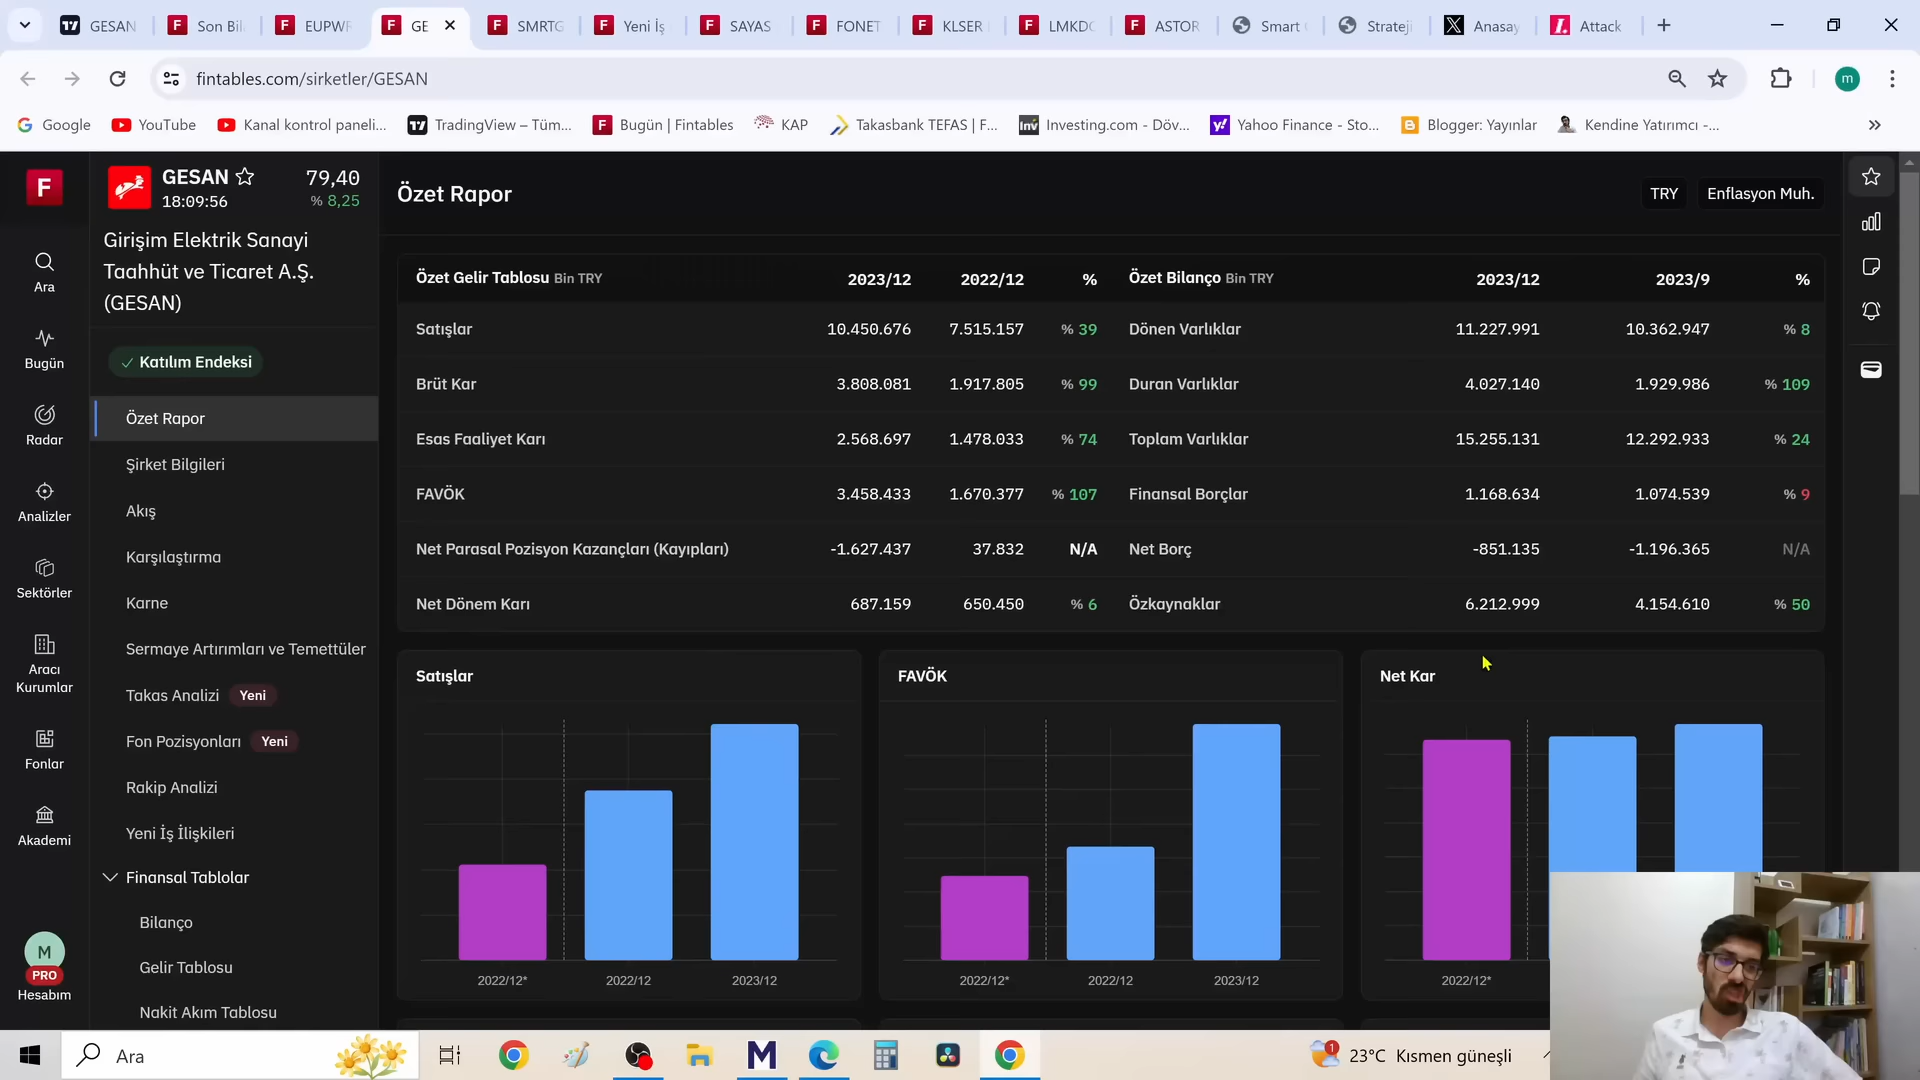 GESAN
Son Bil
EUPWR
GE
SMRTG
Yeni İş
SAYAS
FONET
KLSER
LMKDC
ASTOR
Smart
Strateji
Anasay
Attack
fintables.com/sirketler/GESAN
m
Google
YouTube
Kanal kontrol paneli...
TradingView – Tüm...
Bugün | Fintables
KAP
Takasbank TEFAS | F...
Investing.com - Döv...
Yahoo Finance - Sto...
Blogger: Yayınlar
Kendine Yatırımcı -...
F
Ara
Bugün
Radar
Analizler
Sektörler
Aracı
Kurumlar
Fonlar
Akademi
M
PRO
Hesabım
GESAN 79,40
18:09:56 % 8,25
Girişim Elektrik Sanayi
Taahhüt ve Ticaret A.Ş.
(GESAN)
Katılım Endeksi
Özet Rapor
Şirket Bilgileri
Akış
Karşılaştırma
Karne
Sermaye Artırımları ve Temettüler
Takas Analizi Yeni
Fon Pozisyonları Yeni
Rakip Analizi
Yeni İş İlişkileri
Finansal Tablolar
Bilanço
Gelir Tablosu
Nakit Akım Tablosu
Özet Rapor TRY Enflasyon Muh.
Özet Gelir Tablosu Bin TRY 2023/12 2022/12 %
Satışlar 10.450.676 7.515.157 % 39
Brüt Kar 3.808.081 1.917.805 % 99
Esas Faaliyet Karı 2.568.697 1.478.033 % 74
FAVÖK 3.458.433 1.670.377 % 107
Net Parasal Pozisyon Kazançları (Kayıpları) -1.627.437 37.832 N/A
Net Dönem Karı 687.159 650.450 % 6
Özet Bilanço Bin TRY 2023/12 2023/9 %
Dönen Varlıklar 11.227.991 10.362.947 % 8
Duran Varlıklar 4.027.140 1.929.986 % 109
Toplam Varlıklar 15.255.131 12.292.933 % 24
Finansal Borçlar 1.168.634 1.074.539 % 9
Net Borç -851.135 -1.196.365 N/A
Özkaynaklar 6.212.999 4.154.610 % 50
Satışlar
2022/12* 2022/12 2023/12
FAVÖK
2022/12* 2022/12 2023/12
Net Kar
2022/12*
Ara
1
23°C Kısmen güneşli